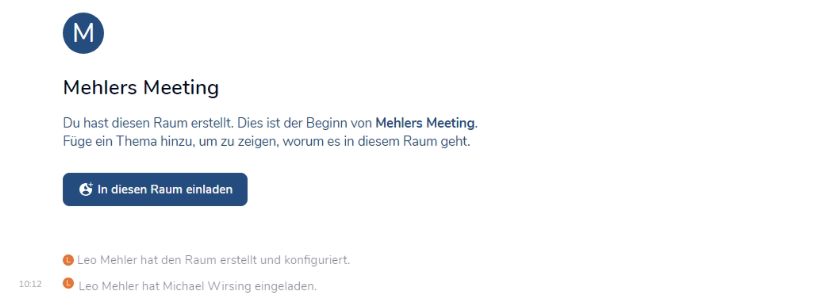 M
Mehlers Meeting
Du hast diesen Raum erstellt. Dies ist der Beginn von Mehlers Meeting.
Füge ein Thema hinzu, um zu zeigen, worum es in diesem Raum geht.
In diesen Raum einladen
L Leo Mehler hat den Raum erstellt und konfiguriert.
10:12 L Leo Mehler hat Michael Wirsing eingeladen.